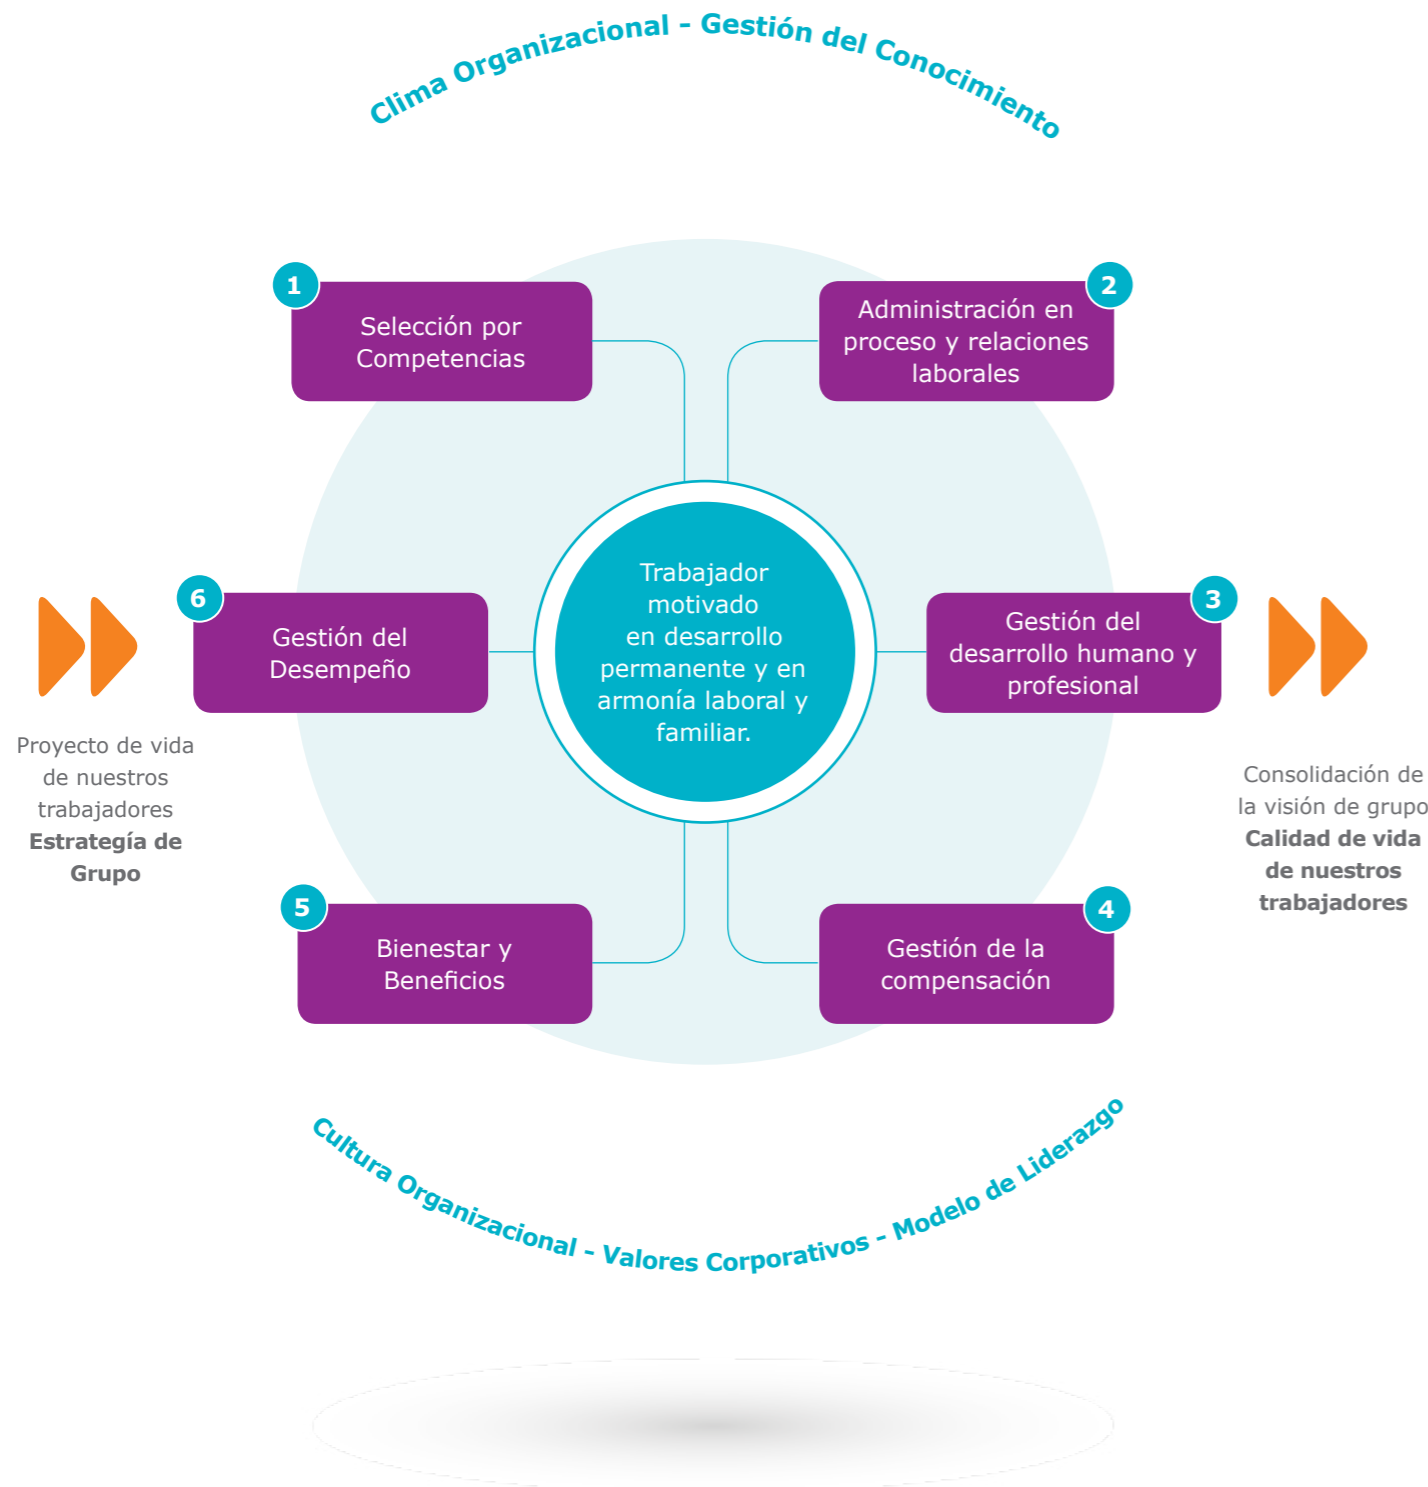 Clima Organizacional – Gestión del Conocimiento
1
Selección por
Competencias
2
Administración en
proceso y relaciones
laborales
6
Gestión del
Desempeño
Trabajador
motivado
en desarrollo
permanente y en
armonía laboral y
familiar.
3
Gestión del
desarrollo humano y
profesional
Proyecto de vida
de nuestros
trabajadores
Estrategía de
Grupo
Consolidación de
la visión de grupo
Calidad de vida
de nuestros
trabajadores
5
Bienestar y
Beneficios
4
Gestión de la
compensación
Cultura Organizacional – Valores Corporativos - Modelo de Liderazgo